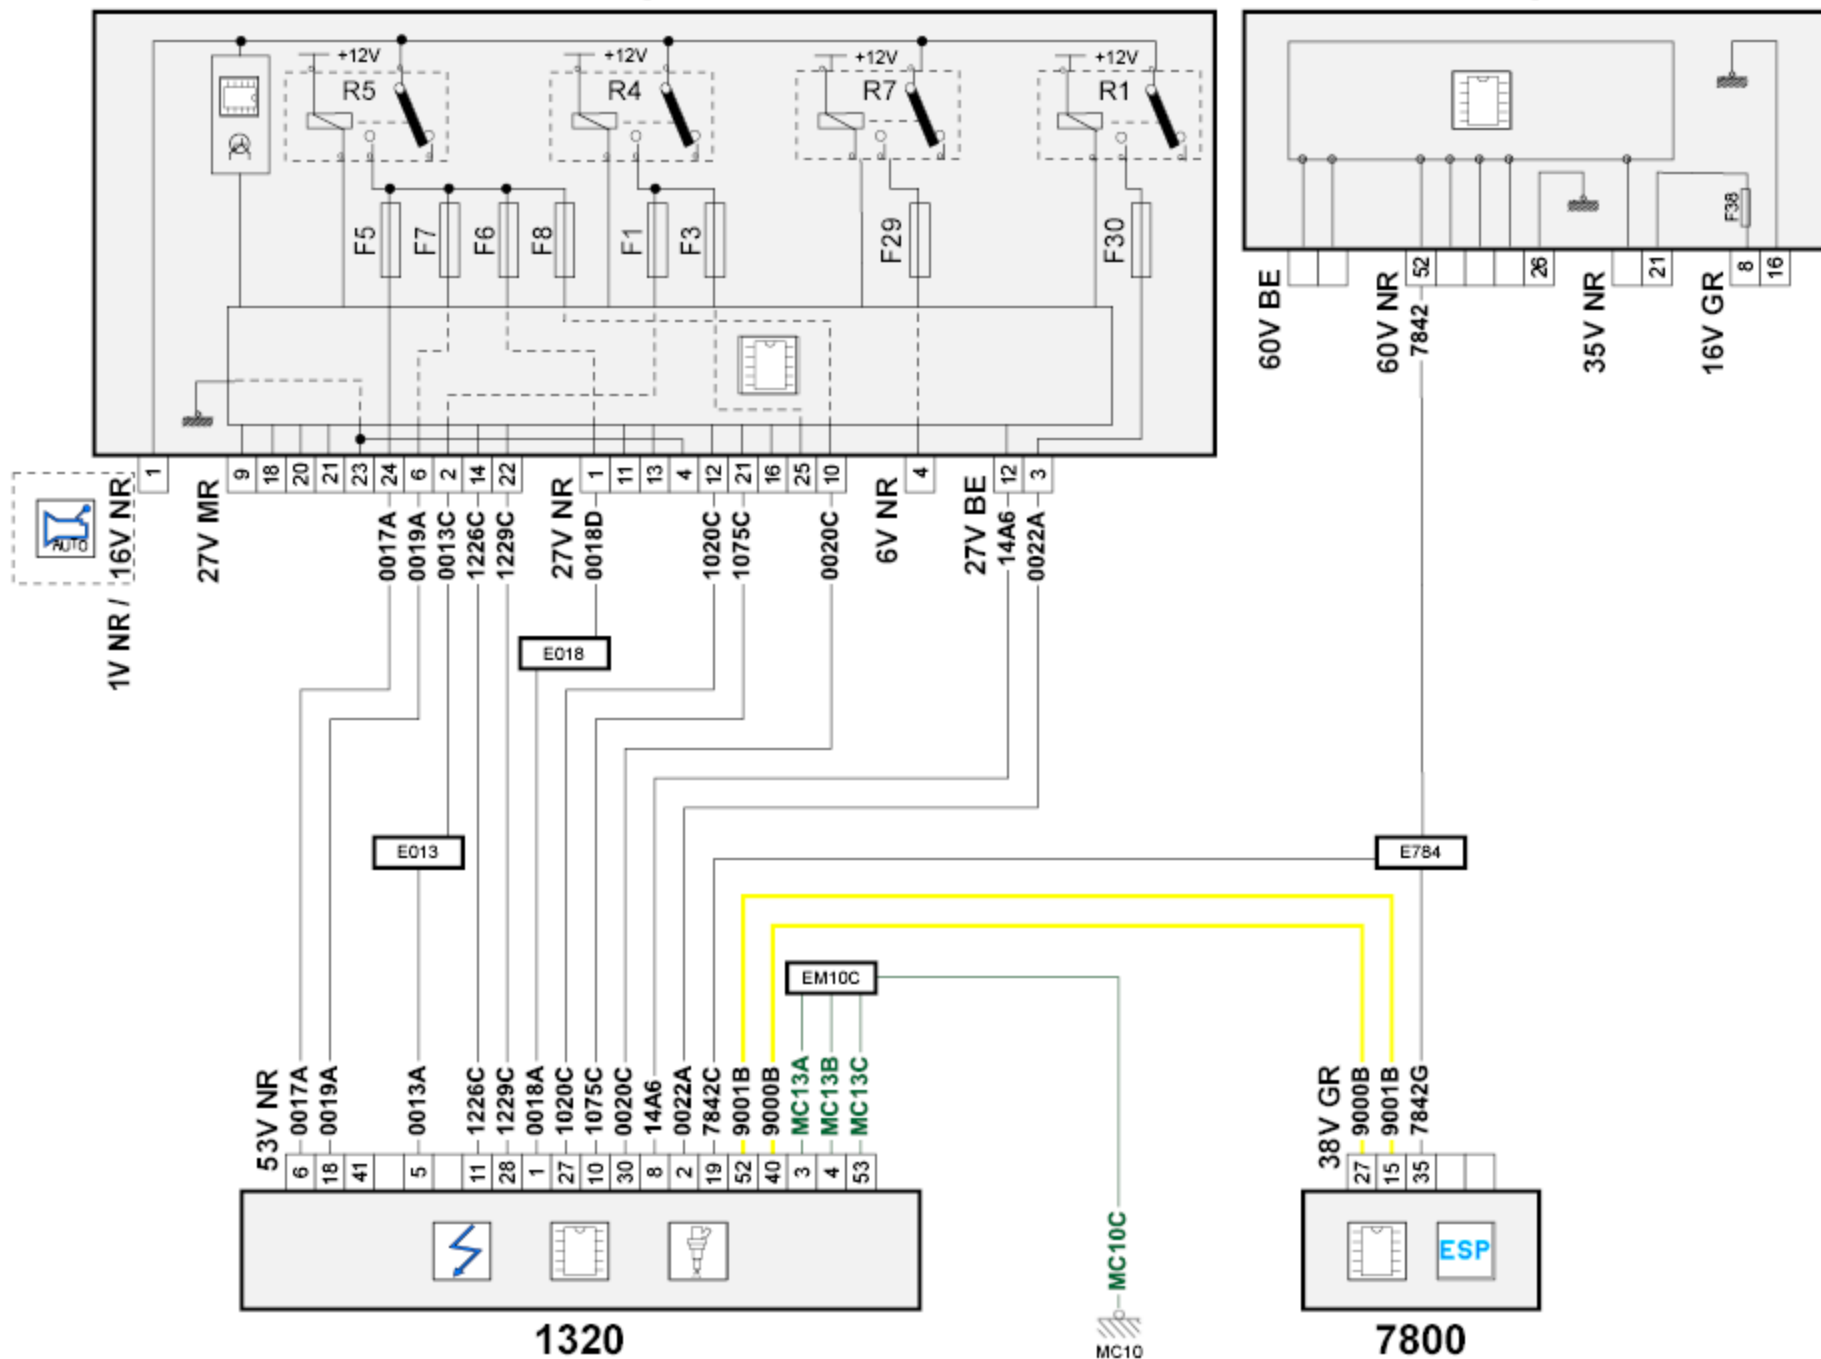 +12V +12V +12V +12V
R5 R4 R7 R1
F5 F7 F6 F8 F1 F3 F29 F30 F38
1 9 18 20 21 23 24 6 2 14 22 1 11 13 4 12 21 16 25 10 4 12 3
52 26 21 8 16
AUTO
1V NR / 16V NR
27V MR
0017A 0019A 0013C 1226C 1229C
27V NR
0018D 1020C 1075C 0020C
6V NR
27V BE
14A6 0022A
60V BE
60V NR
7842
35V NR
16V GR
E018
E013
E784
EM10C
53V NR
0017A 0019A 0013A 1226C 1229C 0018A 1020C 1075C 0020C 14A6 0022A 7842C 9001B 9000B MC13A MC13B MC13C
38V GR
9000B 9001B 7842G
6 18 41 5 11 28 1 27 10 30 8 2 19 52 40 3 4 53
27 15 35
MC10C
MC10
ESP
1320
7800